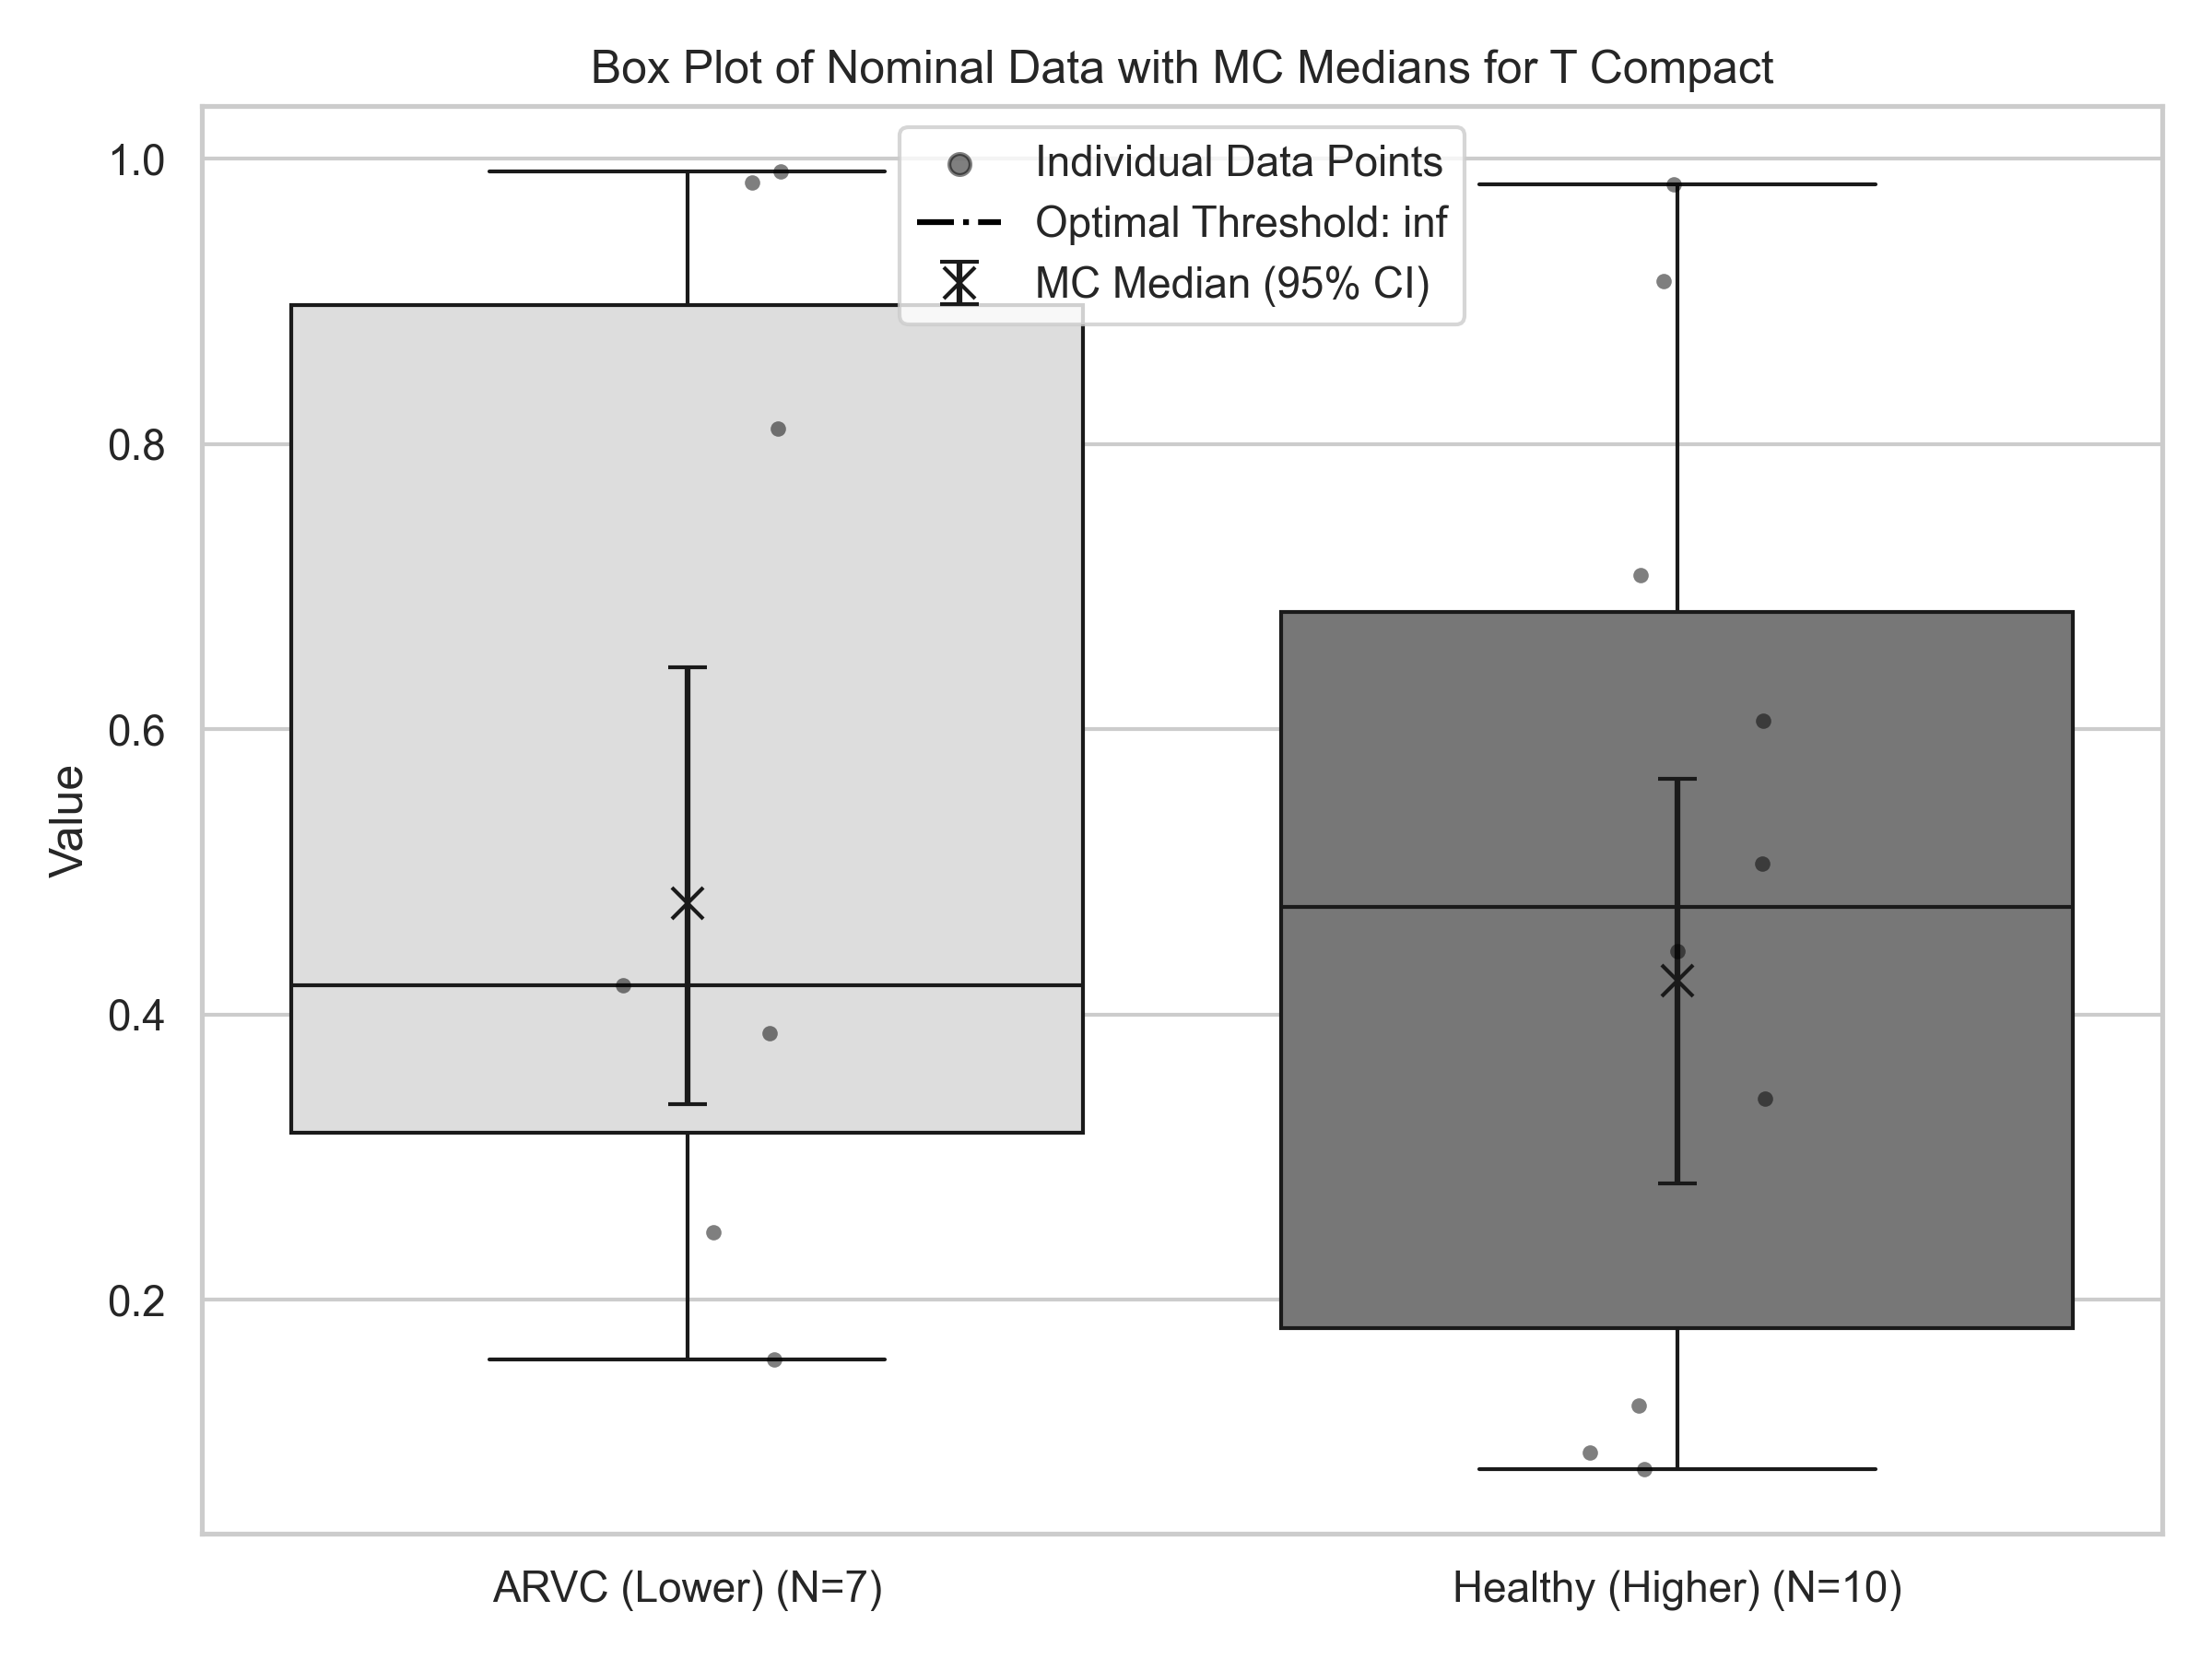 Box Plot of Nominal Data with MC Medians for T Compact
Individual Data Points
Optimal Threshold: inf
MC Median (95% CI)
1.0
0.8
0.6
0.4
0.2
Value
ARVC (Lower) (N=7)
Healthy (Higher) (N=10)